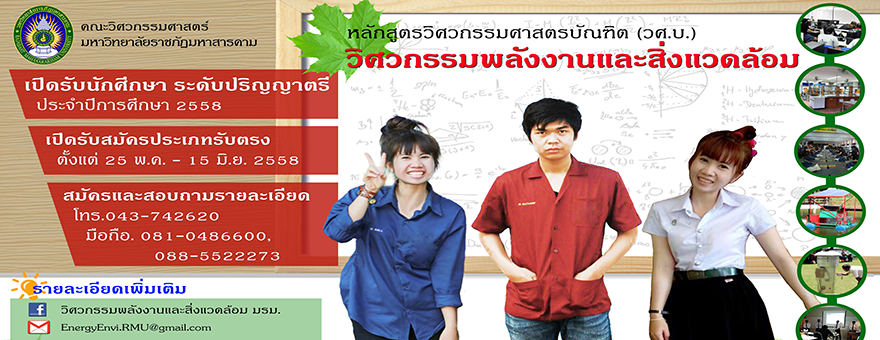 คณะวิศวกรรมศาสตร์
มหาวิทยาลัยราชภัฏมหาสารคาม
หลักสูตรวิศวกรรมศาสตรบัณฑิต (วศ.บ.)
วิศวกรรมพลังงานและสิ่งแวดล้อม
เปิดรับนักศึกษา ระดับปริญญาตรี
ประจำปีการศึกษา 2558
เปิดรับสมัครประเภทรับตรง
ตั้งแต่ 25 พ.ค. - 15 มิ.ย. 2558
สมัครและสอบถามรายละเอียด
โทร.043-742620
มือถือ. 081-0486600,
088-5522273
รายละเอียดเพิ่มเติม
วิศวกรรมพลังงานและสิ่งแวดล้อม มรม.
EnergyEnvi.RMU@gmail.com